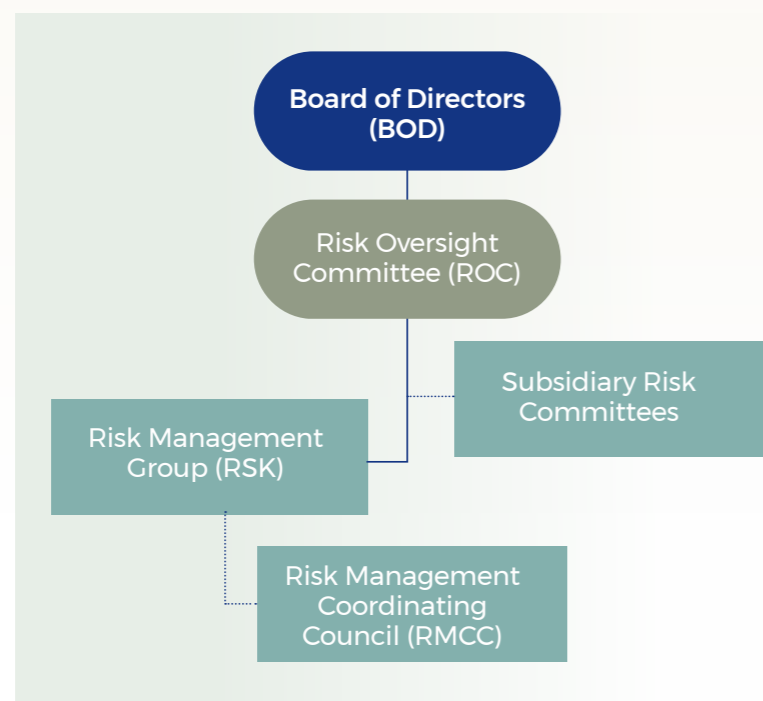 Board of Directors
(BOD)
Risk Oversight
Committee (ROC)
Subsidiary Risk
Committees
Risk Management
Group (RSK)
Risk Management
Coordinating
Council (RMCC)